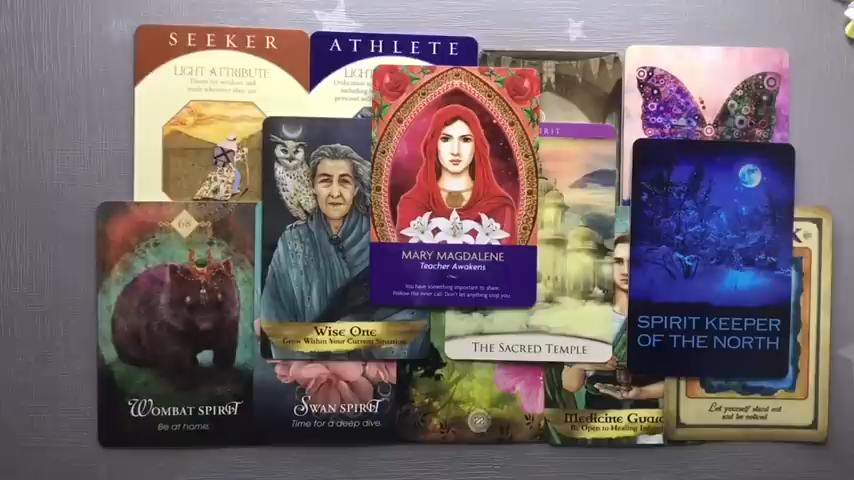 SEEKER
LIGHT ATTRIBUTE
ATHLETE
LIGH
MARY MAGDALENE
Teacher Awakens
You have something important to share.
Follow the inner call. Don't let anything stop you.
WISE ONE
Grow Within Your Current Situation
THE SACRED TEMPLE
SPIRIT KEEPER
OF THE NORTH
68
WOMBAT SPIRIT
Be at home.
SWAN SPIRIT
Time for a deep dive.
Be Open to Healing
Let yourself stand out
and be noticed